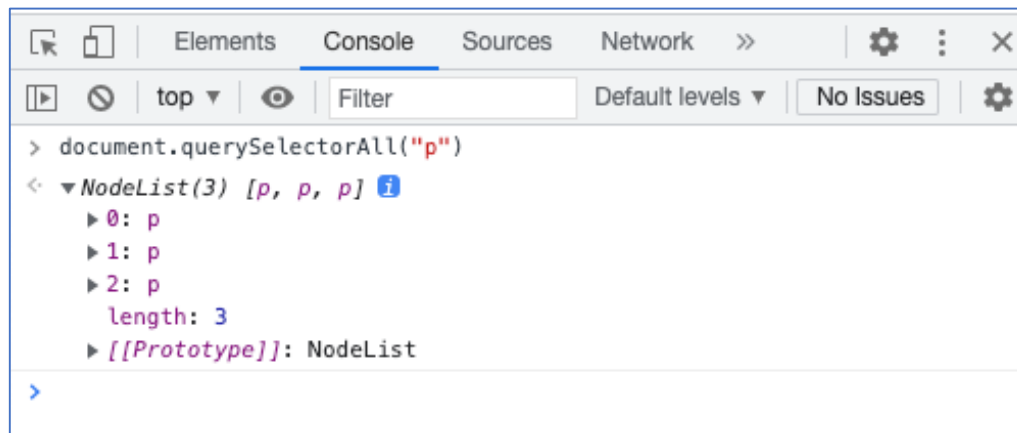 Elements Console Sources Network »
top ▼ Filter Default levels ▼ No Issues
> document.querySelectorAll("p")
<· ▼NodeList(3) [p, p, p] i
▶0: p
▶1: p
▶2: p
length: 3
▶[[Prototype]]: NodeList
>